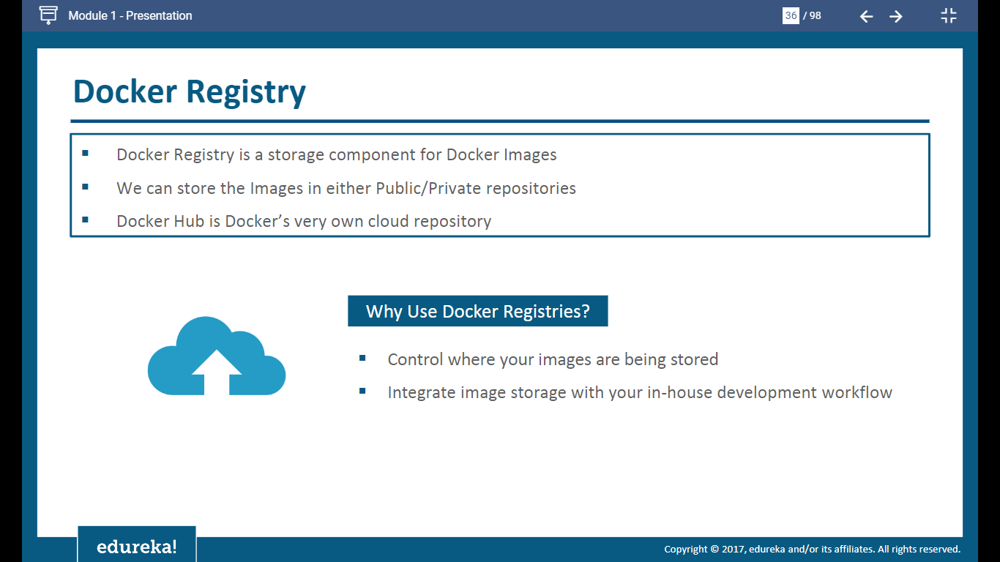 Module 1 - Presentation
36 / 98
Docker Registry
▪ Docker Registry is a storage component for Docker Images
▪ We can store the Images in either Public/Private repositories
▪ Docker Hub is Docker’s very own cloud repository
Why Use Docker Registries?
▪ Control where your images are being stored
▪ Integrate image storage with your in-house development workflow
edureka!
Copyright © 2017, edureka and/or its affiliates. All rights reserved.